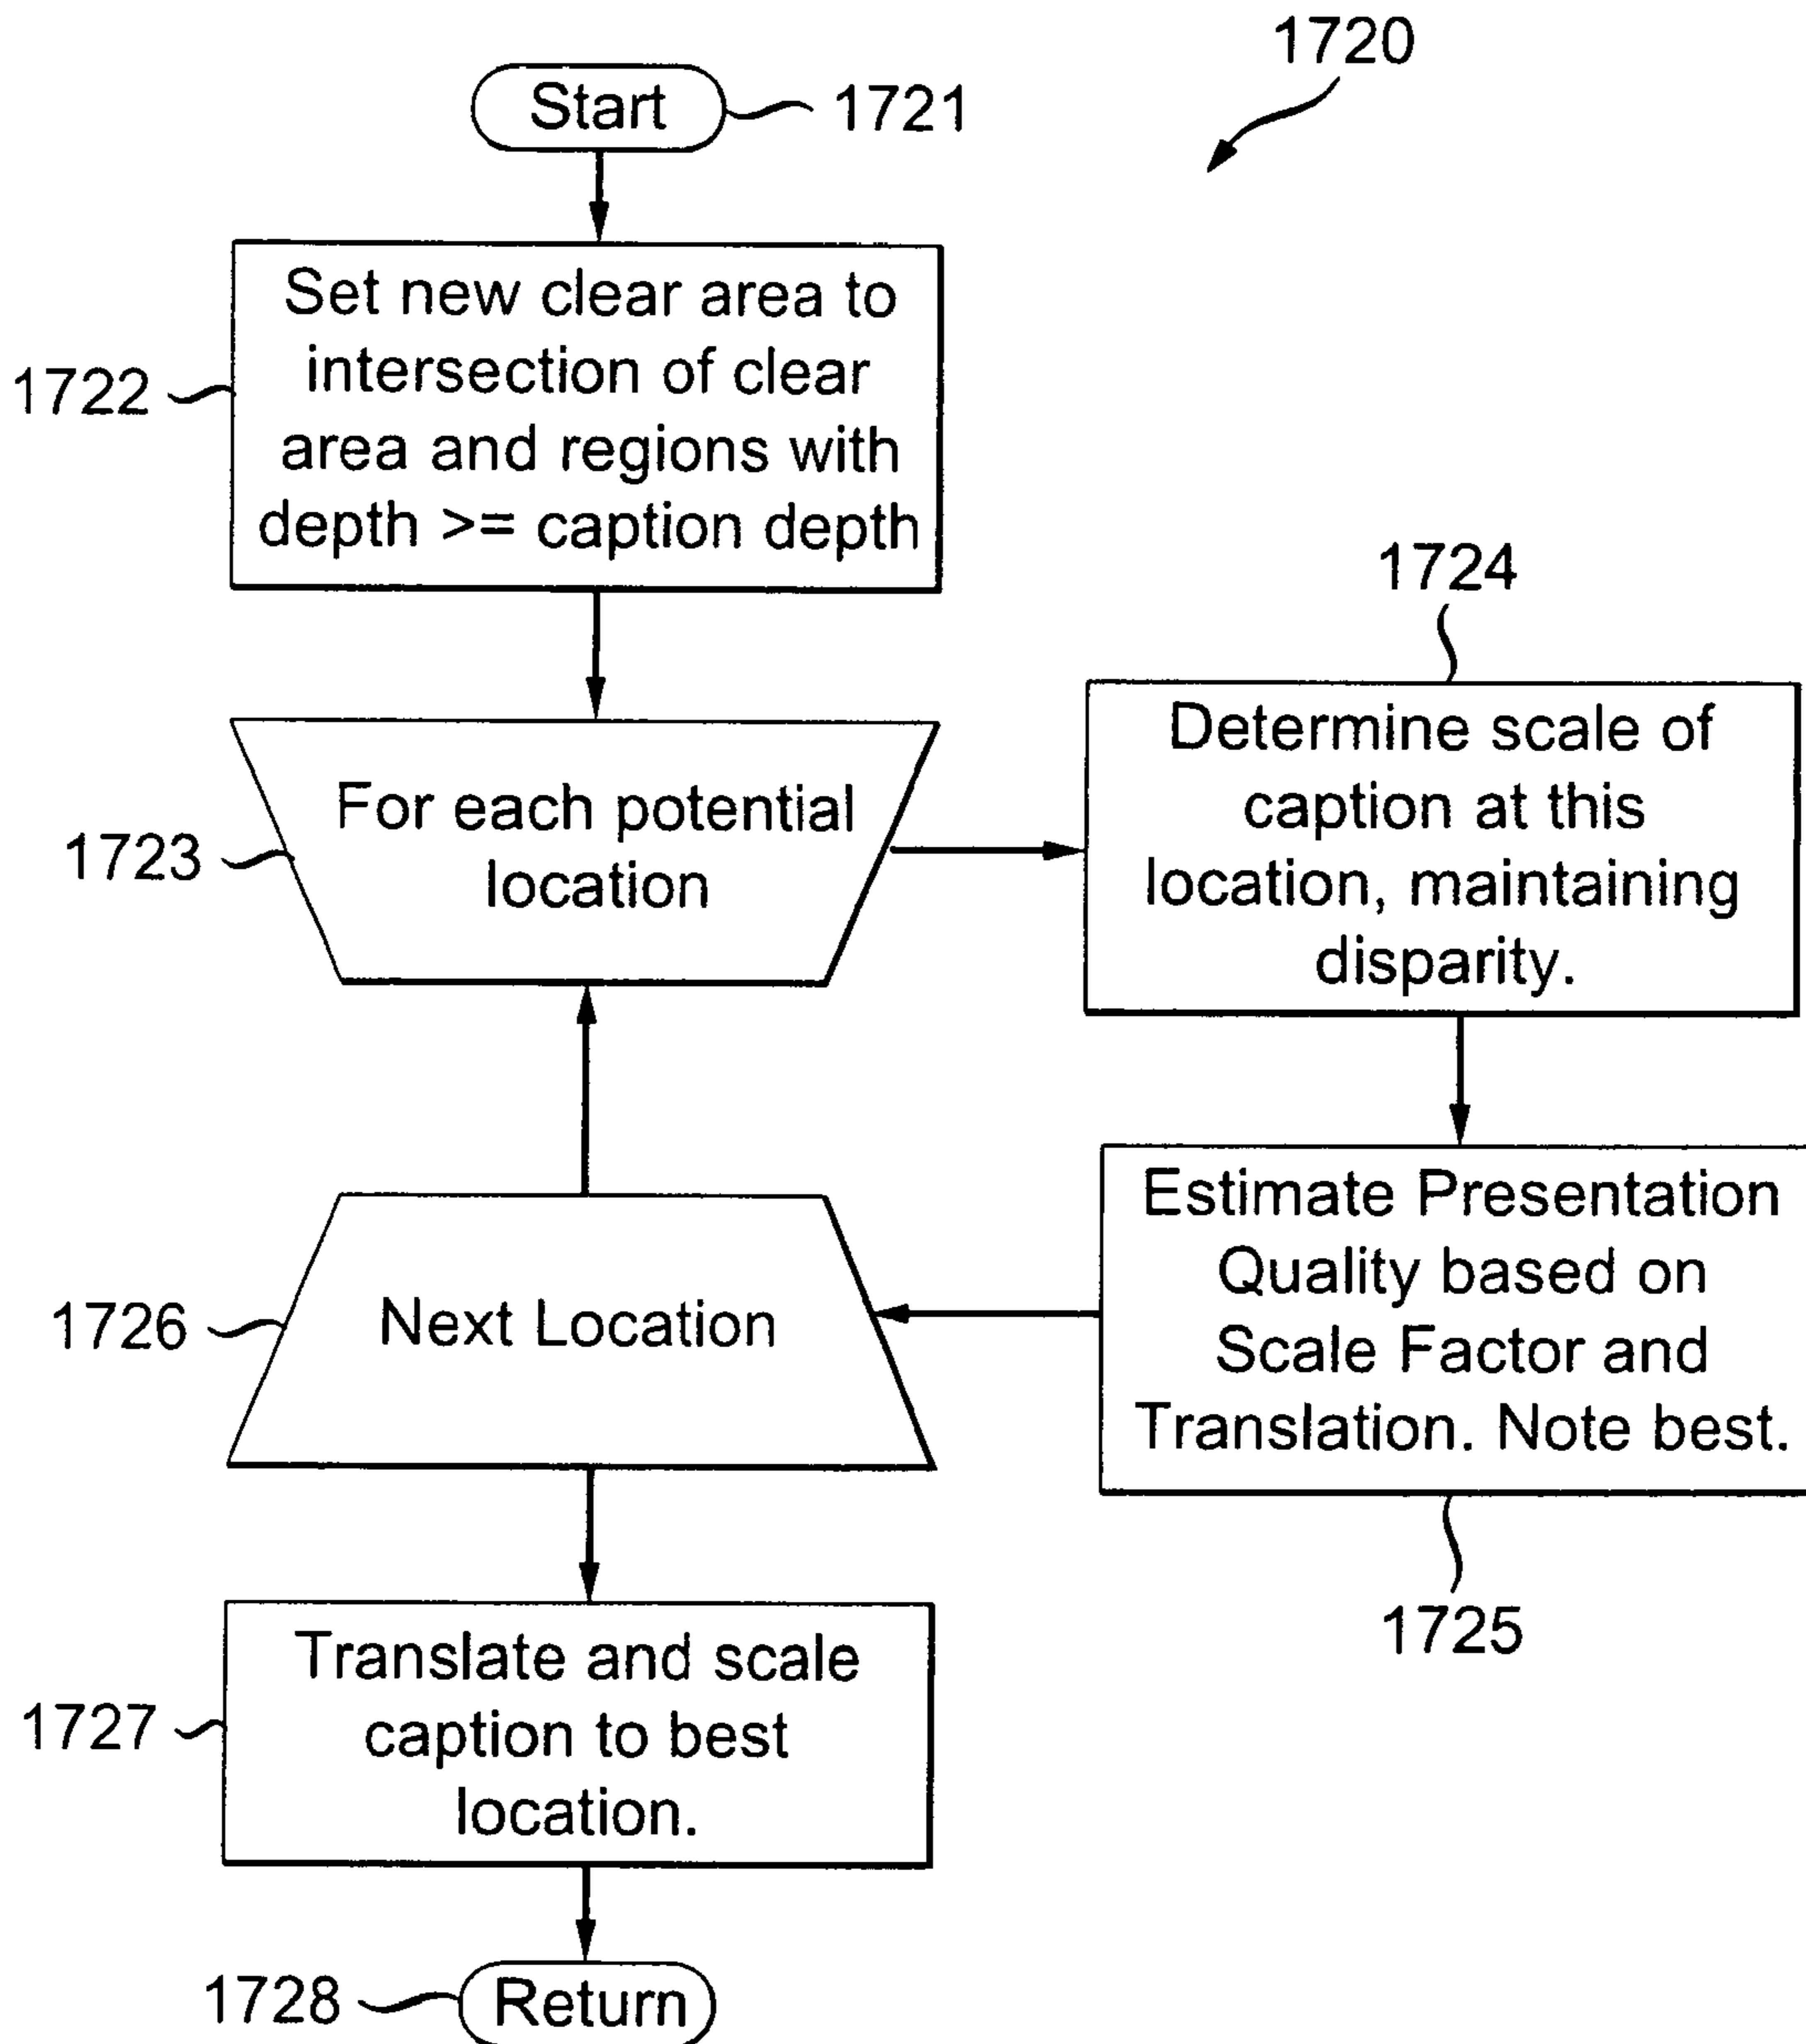 1720
Start
1721
Set new clear area to
intersection of clear
area and regions with
depth >= caption depth
1722
For each potential
location
1723
1724
Determine scale of
caption at this
location, maintaining
disparity.
Estimate Presentation
Quality based on
Scale Factor and
Translation. Note best.
1725
Next Location
1726
Translate and scale
caption to best
location.
1727
1728
Return